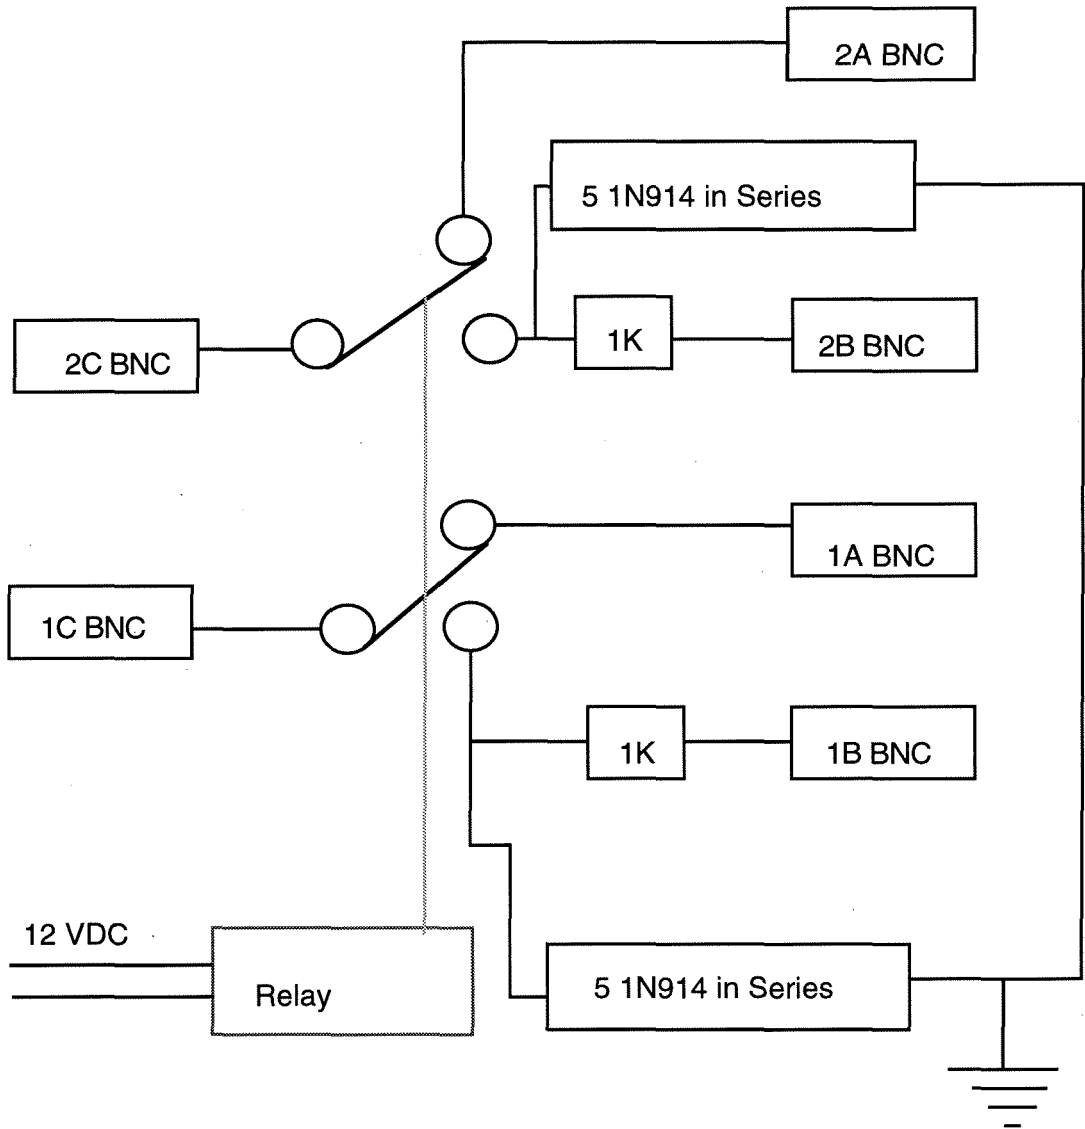 2A BNC
5 1N914 in Series
2C BNC
1K
2B BNC
1A BNC
1C BNC
1K
1B BNC
12 VDC
Relay
5 1N914 in Series